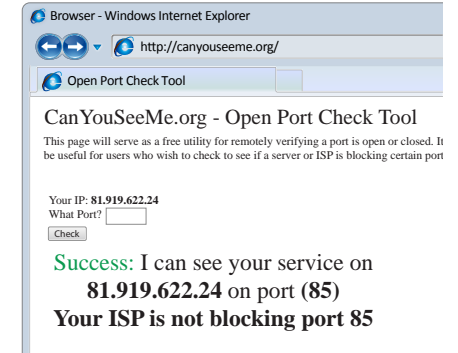 Browser - Windows Internet Explorer
http://canyouseeme.org/
Open Port Check Tool
CanYouSeeMe.org - Open Port Check Tool
This page will serve as a free utility for remotely verifying a port is open or closed. It
be useful for users who wish to check to see if a server or ISP is blocking certain port
Your IP: 81.919.622.24
What Port?
Check
Success: I can see your service on
81.919.622.24 on port (85)
Your ISP is not blocking port 85